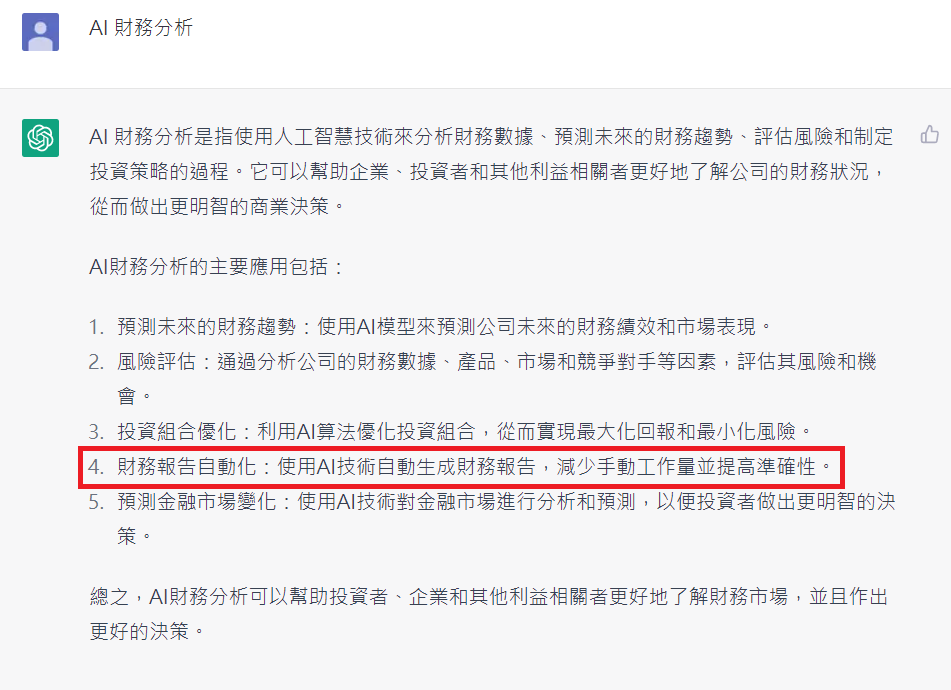 AI 財務分析
AI 財務分析是指使用人工智慧技術來分析財務數據、預測未來的財務趨勢、評估風險和制定
投資策略的過程。它可以幫助企業、投資者和其他利益相關者更好地了解公司的財務狀況，
從而做出更明智的商業決策。
AI財務分析的主要應用包括：
1. 預測未來的財務趨勢：使用AI模型來預測公司未來的財務績效和市場表現。
2. 風險評估：通過分析公司的財務數據、產品、市場和競爭對手等因素，評估其風險和機
會。
3. 投資組合優化：利用AI算法優化投資組合，從而實現最大化回報和最小化風險。
4. 財務報告自動化：使用AI技術自動生成財務報告，減少手動工作量並提高準確性。
5. 預測金融市場變化：使用AI技術對金融市場進行分析和預測，以便投資者做出更明智的決
策。
總之，AI財務分析可以幫助投資者、企業和其他利益相關者更好地了解財務市場，並且作出
更好的決策。